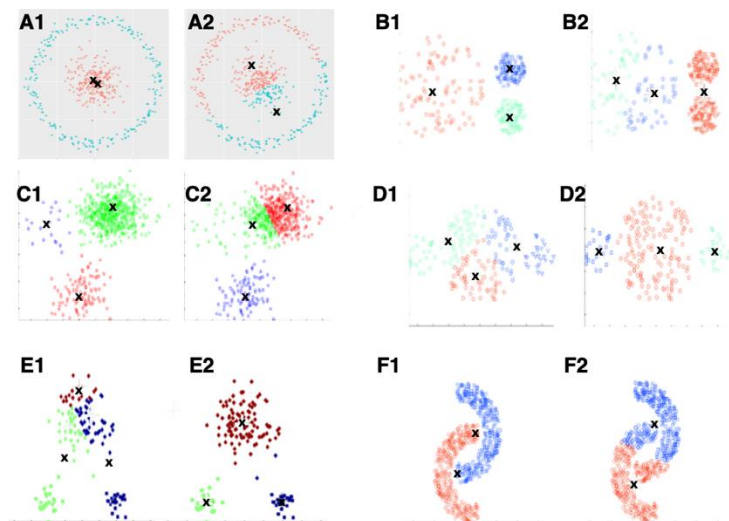 A1 A2 B1 B2
x x x x x x x x x x
C1 C2 D1 D2
x x x x x x x x x x x x
E1 E2 F1 F2
x x x x x x x x x x